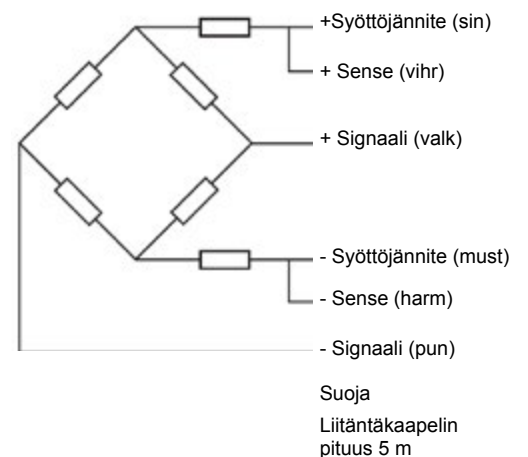 +Syöttöjännite (sin)
+ Sense (vihr)
+ Signaali (valk)
- Syöttöjännite (must)
- Sense (harm)
- Signaali (pun)
Suoja
Liitäntäkaapelin
pituus 5 m